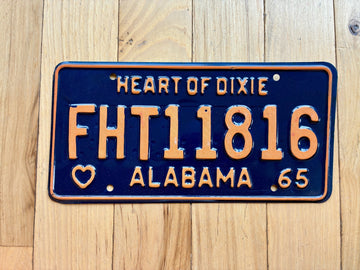 HEART OF DIXIE
FHT11816
ALABAMA 65